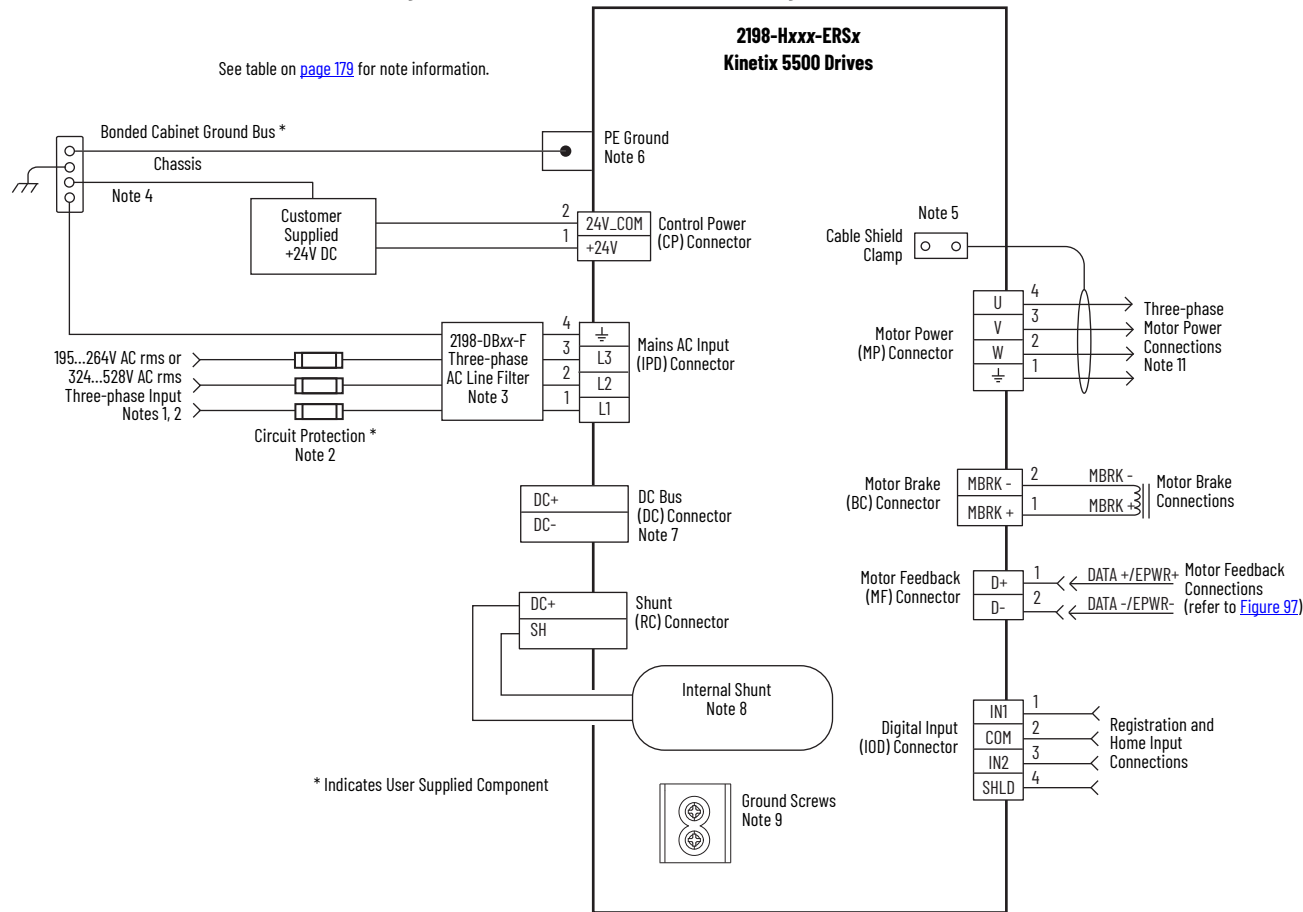 2198-Hxxx-ERSx
Kinetix 5500 Drives
See table on page 179 for note information.
Bonded Cabinet Ground Bus *
Chassis
Note 4
PE Ground
Note 6
Customer
Supplied
+24V DC
2
1
24V_COM
+24V
Control Power
(CP) Connector
195...264V AC rms or
324...528V AC rms
Three-phase Input
Notes 1, 2
Circuit Protection *
Note 2
2198-DBxx-F
Three-phase
AC Line Filter
Note 3
4
3
2
1
L3
L2
L1
Mains AC Input
(IPD) Connector
DC+
DC-
DC Bus
(DC) Connector
Note 7
DC+
SH
Shunt
(RC) Connector
Internal Shunt
Note 8
* Indicates User Supplied Component
Ground Screws
Note 9
Note 5
Cable Shield
Clamp
Motor Power
(MP) Connector
U
V
W
4
3
2
1
Three-phase
Motor Power
Connections
Note 11
Motor Brake
(BC) Connector
MBRK -
MBRK +
2
1
MBRK -
MBRK +
Motor Brake
Connections
Motor Feedback
(MF) Connector
D+
D-
1
2
DATA +/EPWR+
DATA -/EPWR-
Motor Feedback
Connections
(refer to Figure 97)
Digital Input
(IOD) Connector
IN1
COM
IN2
SHLD
1
2
3
4
Registration and
Home Input
Connections